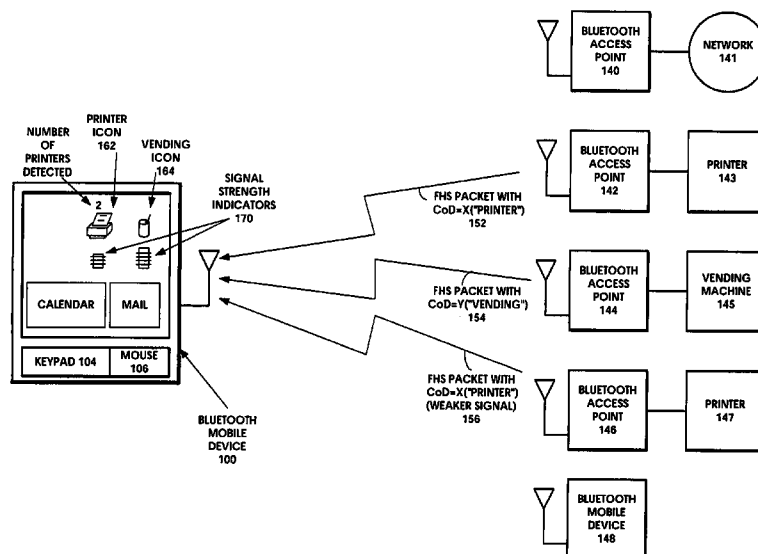 BLUETOOTH
ACCESS
POINT
140
NETWORK
141
NUMBER
OF
PRINTERS
DETECTED
PRINTER
ICON
162
VENDING
ICON
164
SIGNAL
STRENGTH
INDICATORS
170
2
CALENDAR
MAIL
KEYPAD 104
MOUSE
106
BLUETOOTH
MOBILE
DEVICE
100
FHS PACKET WITH
CoD=X("PRINTER")
152
BLUETOOTH
ACCESS
POINT
142
PRINTER
143
FHS PACKET WITH
CoD=Y("VENDING")
154
BLUETOOTH
ACCESS
POINT
144
VENDING
MACHINE
145
FHS PACKET WITH
CoD=X("PRINTER")
(WEAKER SIGNAL)
156
BLUETOOTH
ACCESS
POINT
146
PRINTER
147
BLUETOOTH
MOBILE
DEVICE
148